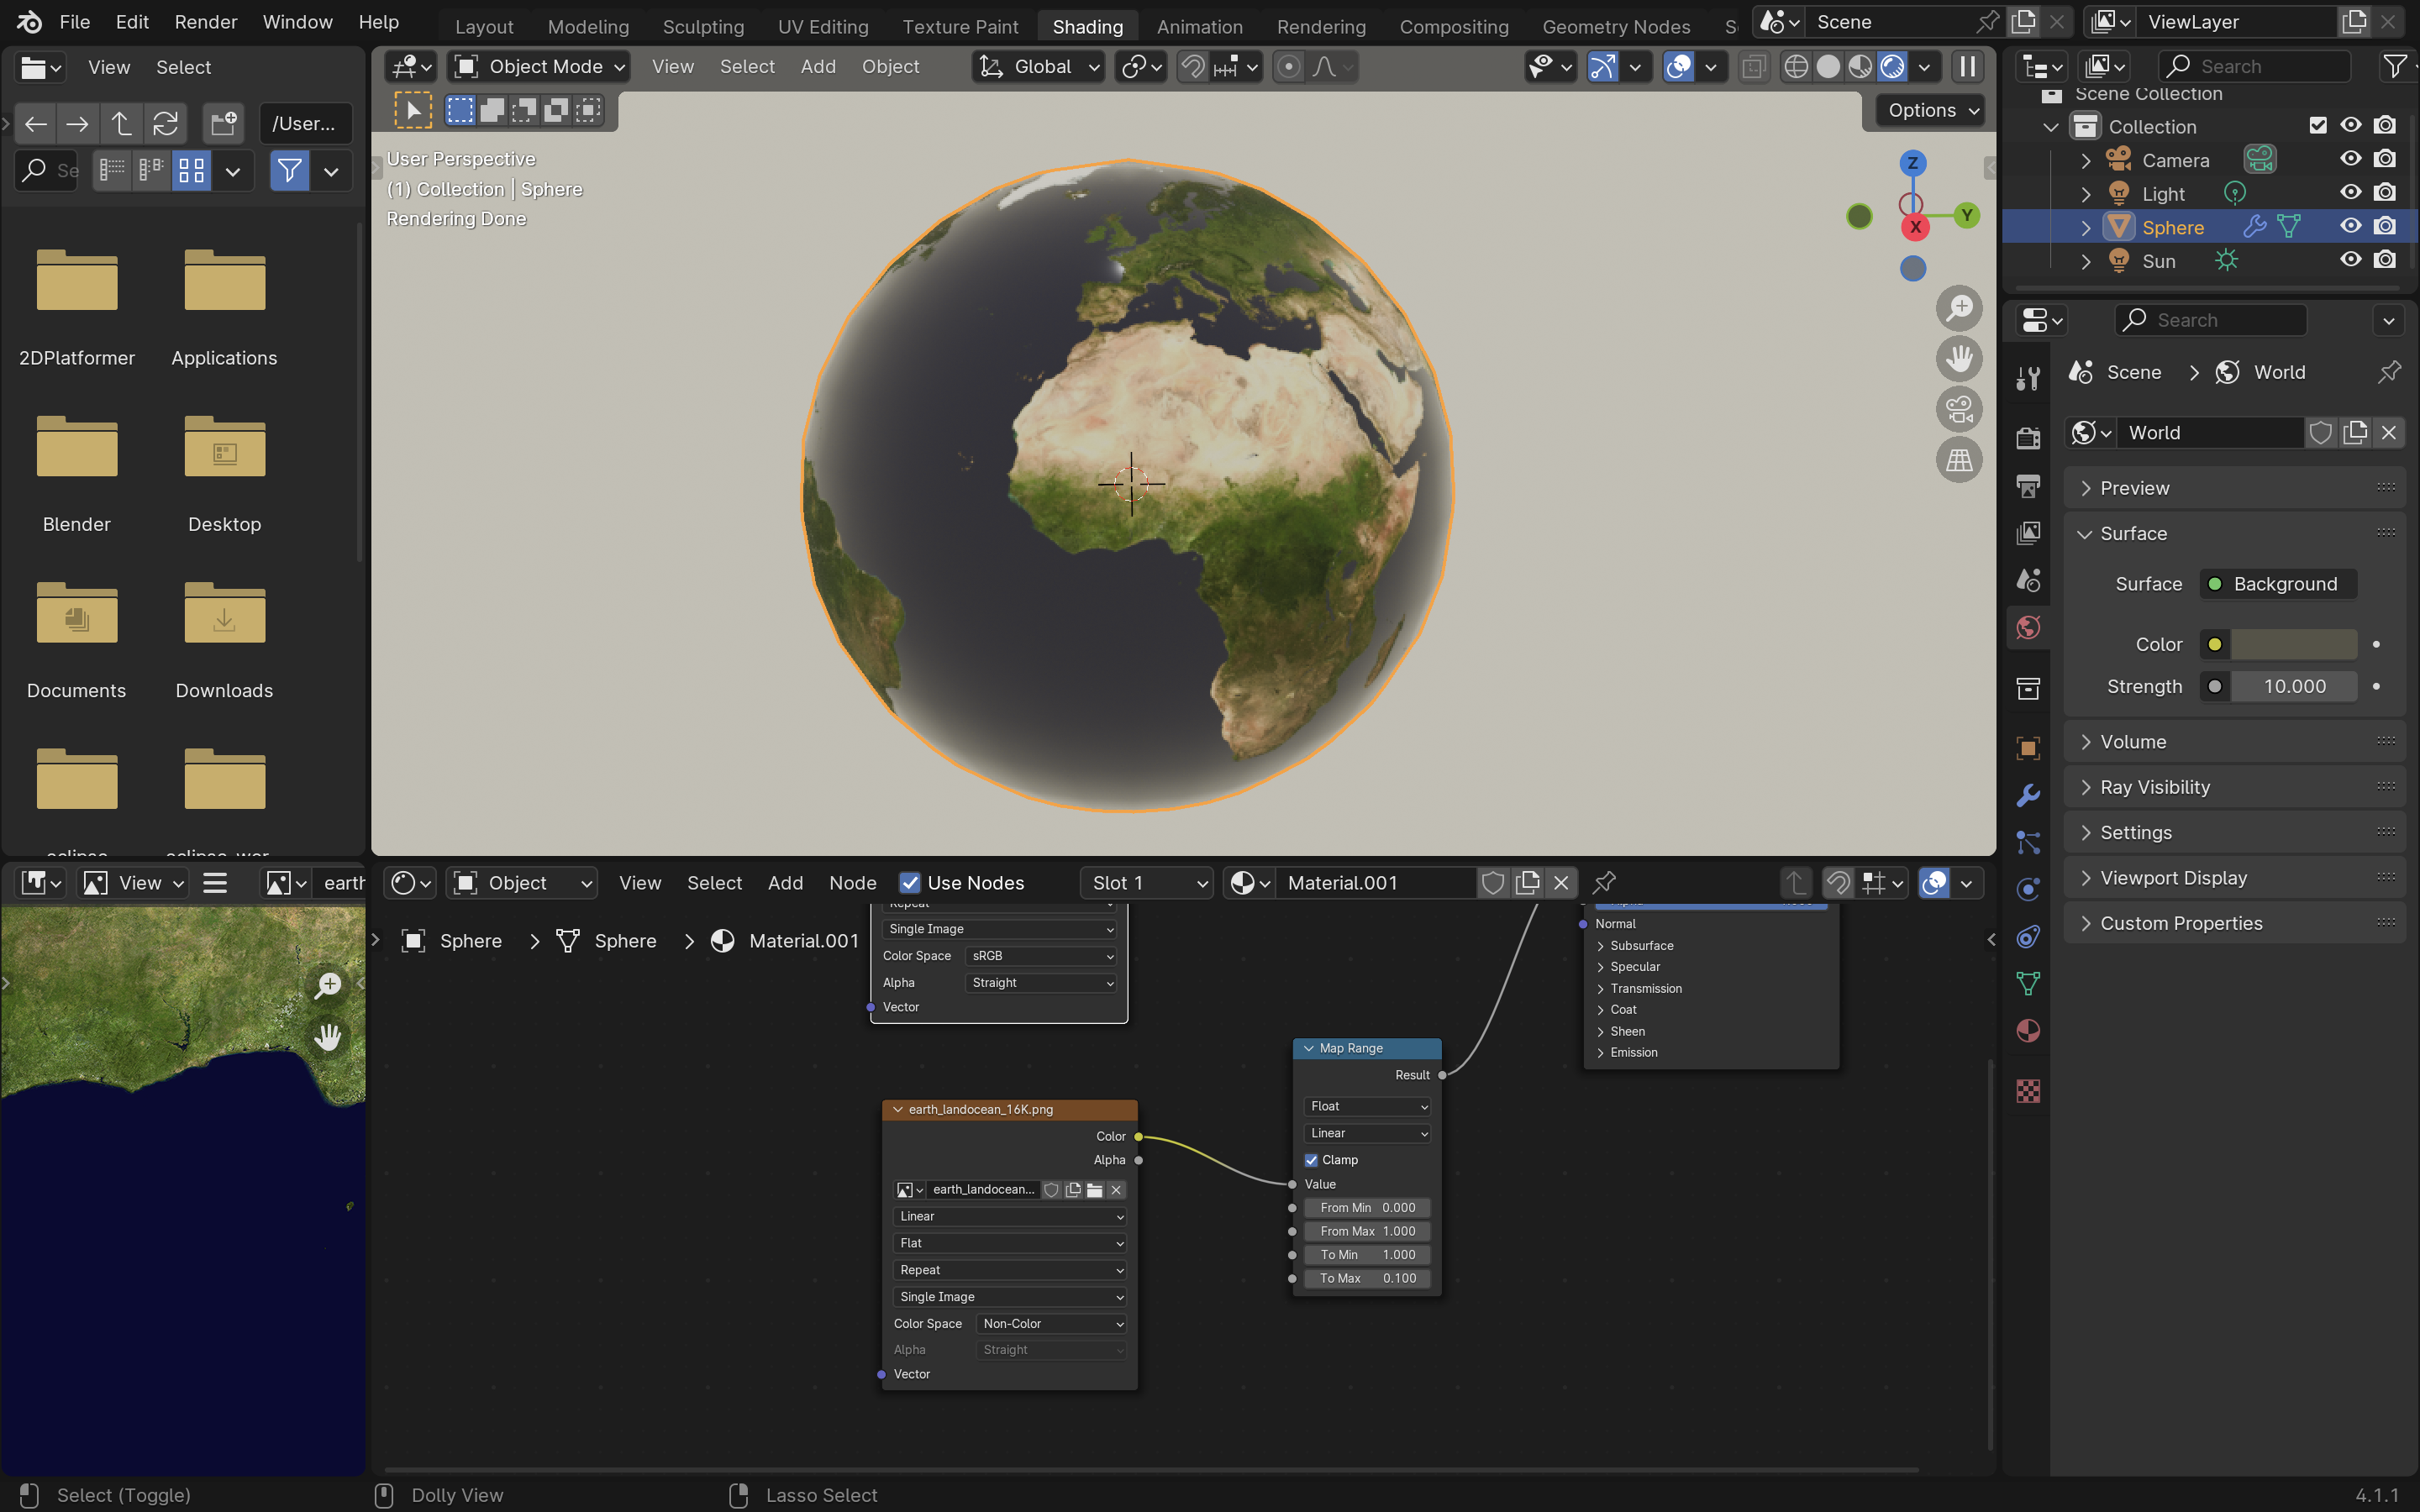 File Edit Render Window Help
Layout Modeling Sculpting UV Editing Texture Paint Shading Animation Rendering Compositing Geometry Nodes
Scene
ViewLayer
View Select
/User...
Se
2DPlatformer Applications
Blender Desktop
Documents Downloads
Object Mode View Select Add Object Global
Options
User Perspective
(1) Collection | Sphere
Rendering Done
Z
Y
X
Search
Scene Collection
Collection
Camera
Light
Sphere
Sun
Search
Scene > World
World
Preview
Surface
Surface Background
Color
Strength 10.000
Volume
Ray Visibility
Settings
Viewport Display
Custom Properties
View earth
Object View Select Add Node Use Nodes Slot 1 Material.001
Sphere > Sphere > Material.001
Repeat
Single Image
Color Space sRGB
Alpha Straight
Vector
Normal
Subsurface
Specular
Transmission
Coat
Sheen
Emission
Map Range
Result
Float
Linear
Clamp
Value
From Min 0.000
From Max 1.000
To Min 1.000
To Max 0.100
earth_landocean_16K.png
Color
Alpha
earth_landocean...
Linear
Flat
Repeat
Single Image
Color Space Non-Color
Alpha Straight
Vector
Select (Toggle) Dolly View Lasso Select 4.1.1